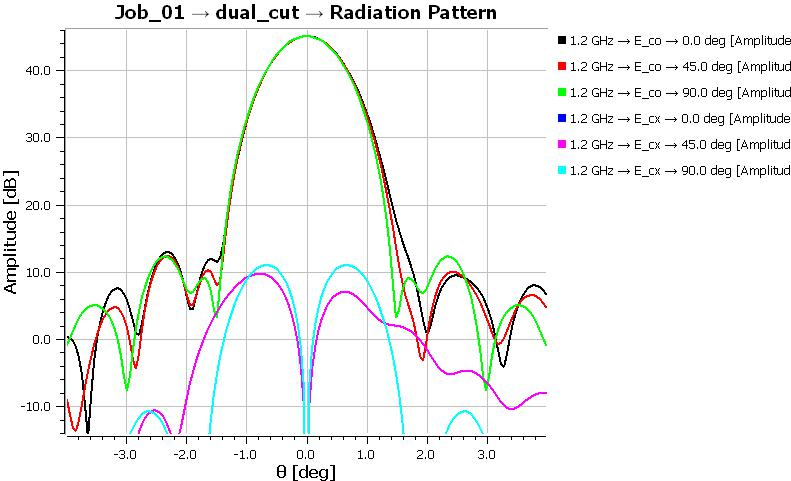 Job_01 → dual_cut → Radiation Pattern
Amplitude [dB]
40.0
30.0
20.0
10.0
0.0
-10.0
-3.0 -2.0 -1.0 0.0 1.0 2.0 3.0
θ [deg]
1.2 GHz → E_co → 0.0 deg [Amplitude
1.2 GHz → E_co → 45.0 deg [Amplitud
1.2 GHz → E_co → 90.0 deg [Amplitud
1.2 GHz → E_cx → 0.0 deg [Amplitude
1.2 GHz → E_cx → 45.0 deg [Amplitud
1.2 GHz → E_cx → 90.0 deg [Amplitud